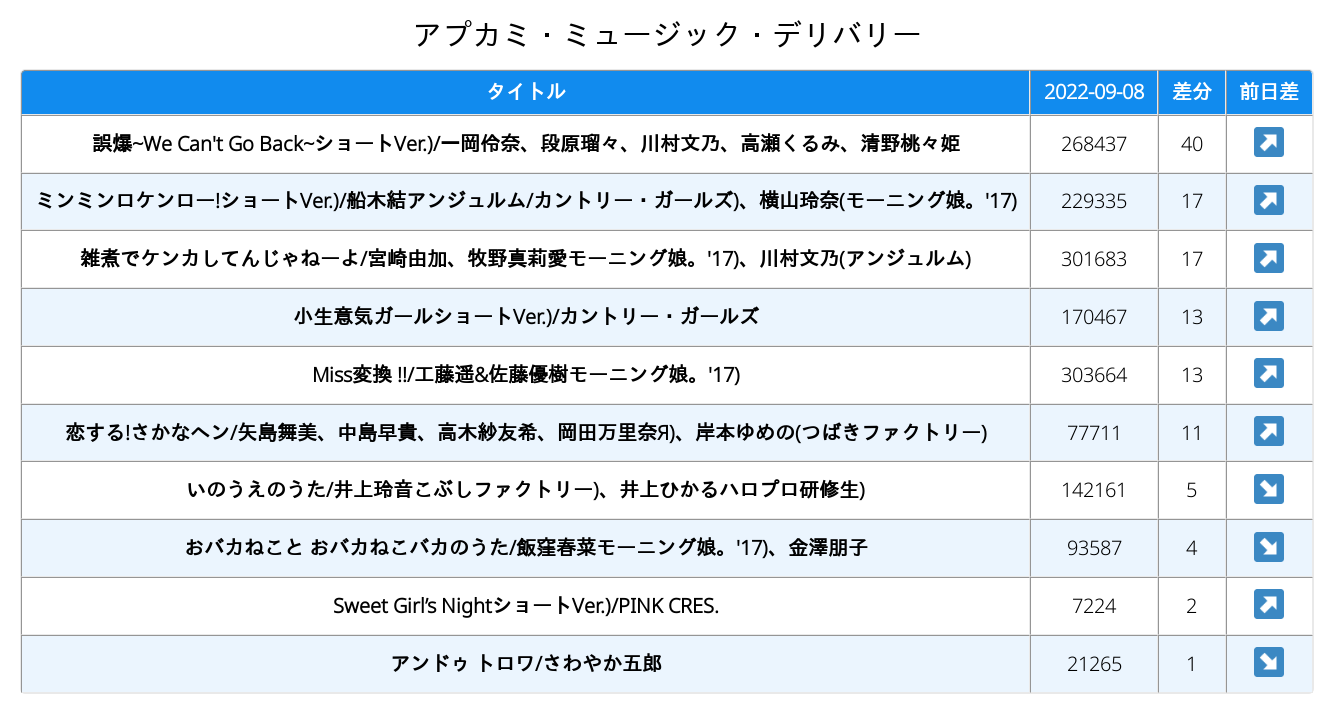 アプカミ・ミュージック・デリバリー
タイトル 2022-09-08 差分 前日差
誤爆~We Can't Go Back~ショートVer.)/一岡伶奈、段原瑠々、川村文乃、高瀬くるみ、清野桃々姫 268437 40
ミンミンロケンロー!ショートVer.)/船木結アンジュルム/カントリー・ガールズ)、横山玲奈(モーニング娘。'17) 229335 17
雑煮でケンカしてんじゃねーよ/宮崎由加、牧野真莉愛モーニング娘。'17)、川村文乃(アンジュルム) 301683 17
小生意気ガールショートVer.)/カントリー・ガールズ 170467 13
Miss変換 !!/工藤遥&佐藤優樹モーニング娘。'17) 303664 13
恋する!さかなヘン/矢島舞美、中島早貴、高木紗友希、岡田万里奈Я)、岸本ゆめの(つばきファクトリー) 77711 11
いのうえのうた/井上玲音こぶしファクトリー)、井上ひかるハロプロ研修生) 142161 5
おバカねこと おバカねこバカのうた/飯窪春菜モーニング娘。'17)、金澤朋子 93587 4
Sweet Girl’s NightショートVer.)/PINK CRES. 7224 2
アンドゥ トロワ/さわやか五郎 21265 1